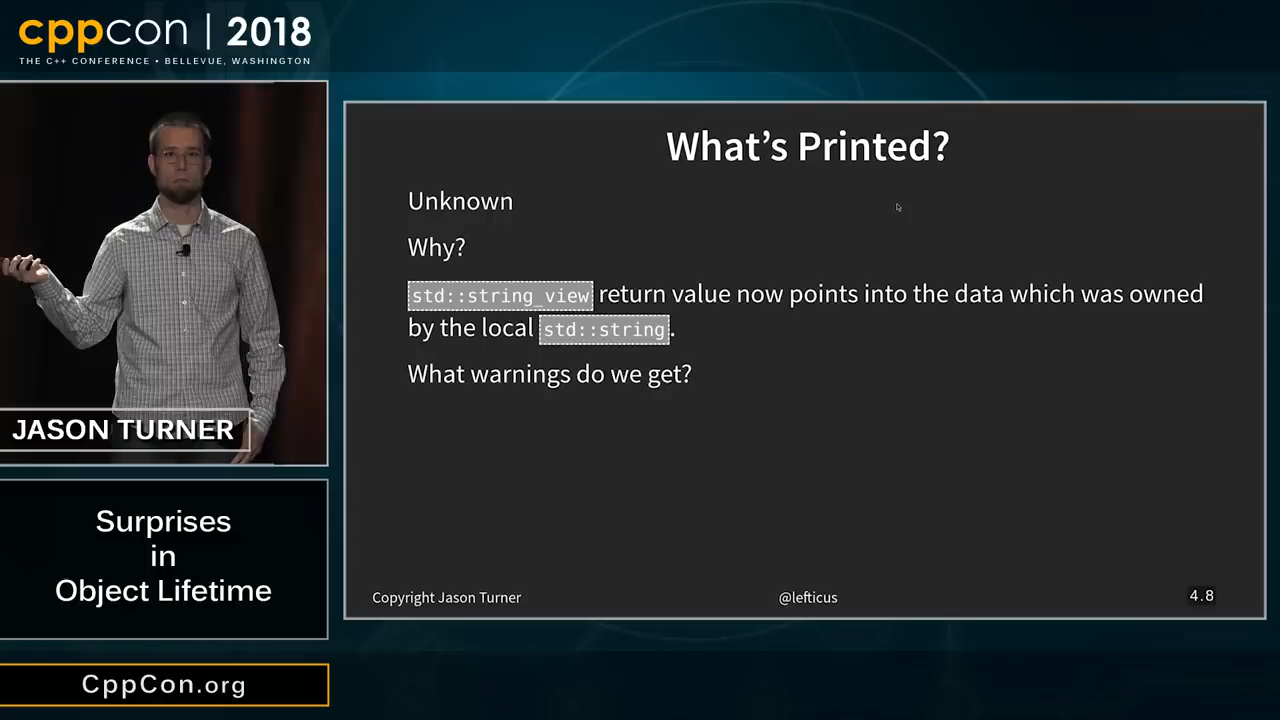 cppcon | 2018
THE C++ CONFERENCE • BELLEVUE, WASHINGTON
JASON TURNER
Surprises
in
Object Lifetime
CppCon.org
What’s Printed?
Unknown
Why?
std::string_view return value now points into the data which was owned
by the local std::string.
What warnings do we get?
Copyright Jason Turner
@lefticus
4.8